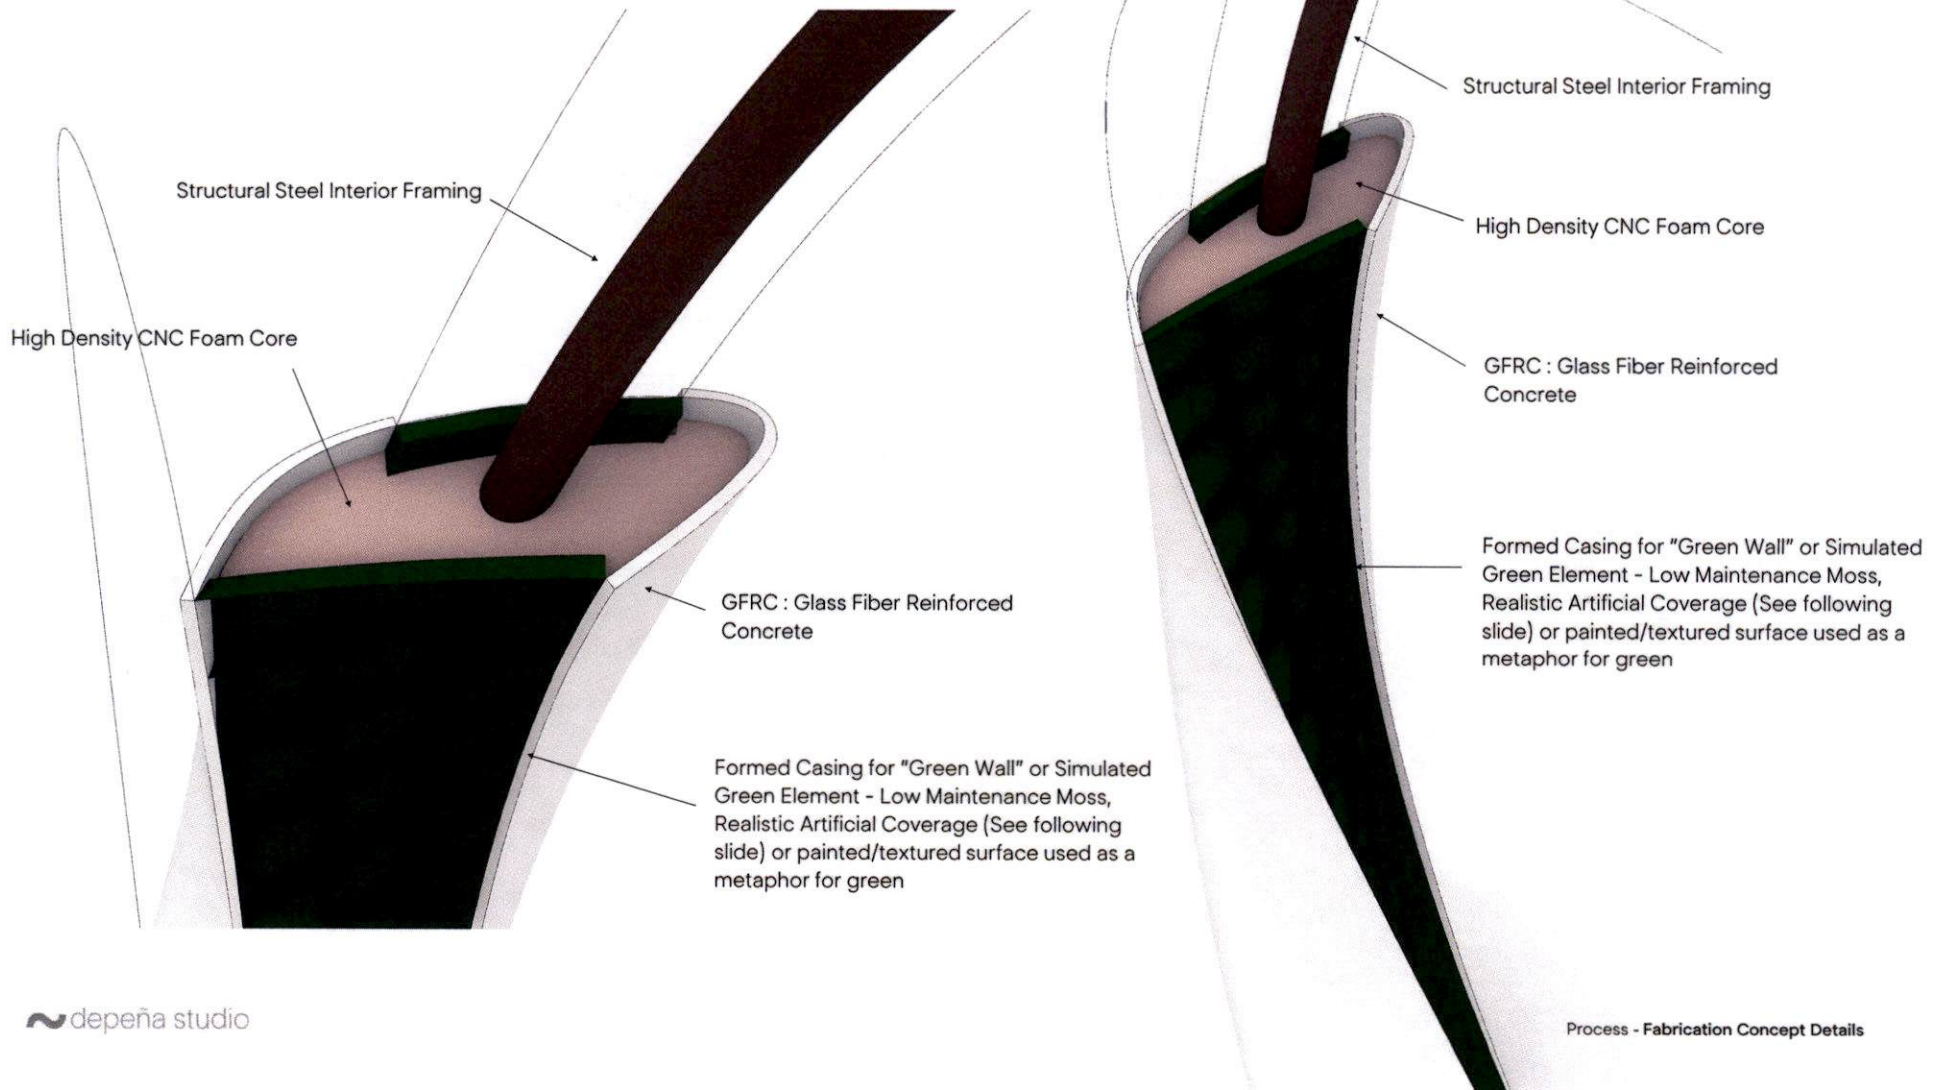 Structural Steel Interior Framing
High Density CNC Foam Core
GFRC : Glass Fiber Reinforced
Concrete
Formed Casing for "Green Wall" or Simulated
Green Element - Low Maintenance Moss,
Realistic Artificial Coverage (See following
slide) or painted/textured surface used as a
metaphor for green
Structural Steel Interior Framing
High Density CNC Foam Core
GFRC : Glass Fiber Reinforced
Concrete
Formed Casing for "Green Wall" or Simulated
Green Element - Low Maintenance Moss,
Realistic Artificial Coverage (See following
slide) or painted/textured surface used as a
metaphor for green
depeña studio
Process - Fabrication Concept Details